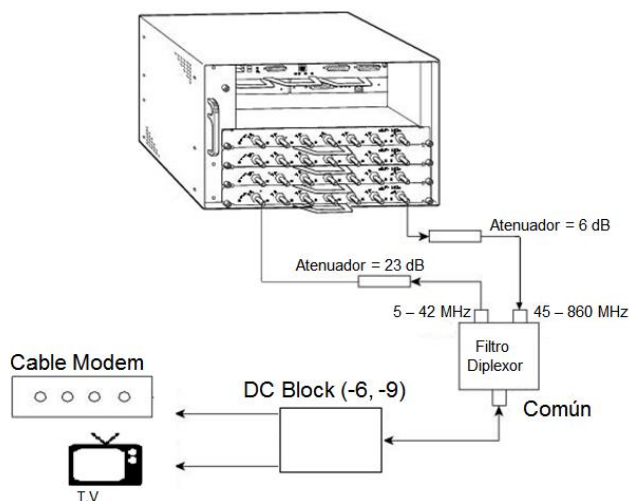 Atenuador = 6 dB
Atenuador = 23 dB
5 – 42 MHz
45 – 860 MHz
Filtro
Diplexor
Cable Modem
DC Block (-6, -9)
Común
T.V